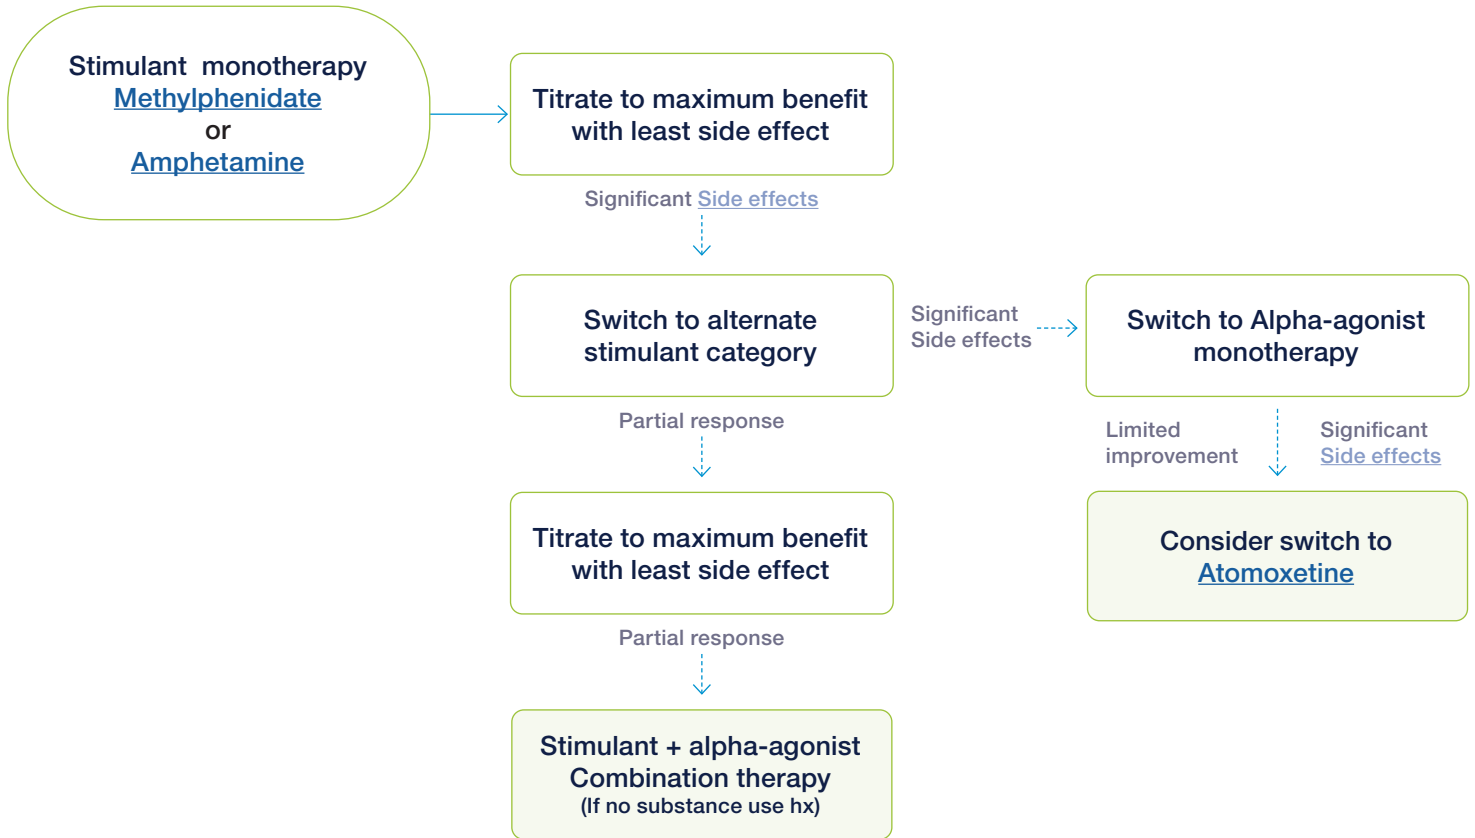 Stimulant monotherapy
Methylphenidate
or
Amphetamine
Titrate to maximum benefit
with least side effect
Significant Side effects
Switch to alternate
stimulant category
Significant
Side effects
Switch to Alpha-agonist
monotherapy
Partial response
Limited
improvement
Significant
Side effects
Titrate to maximum benefit
with least side effect
Consider switch to
Atomoxetine
Partial response
Stimulant + alpha-agonist
Combination therapy
(If no substance use hx)